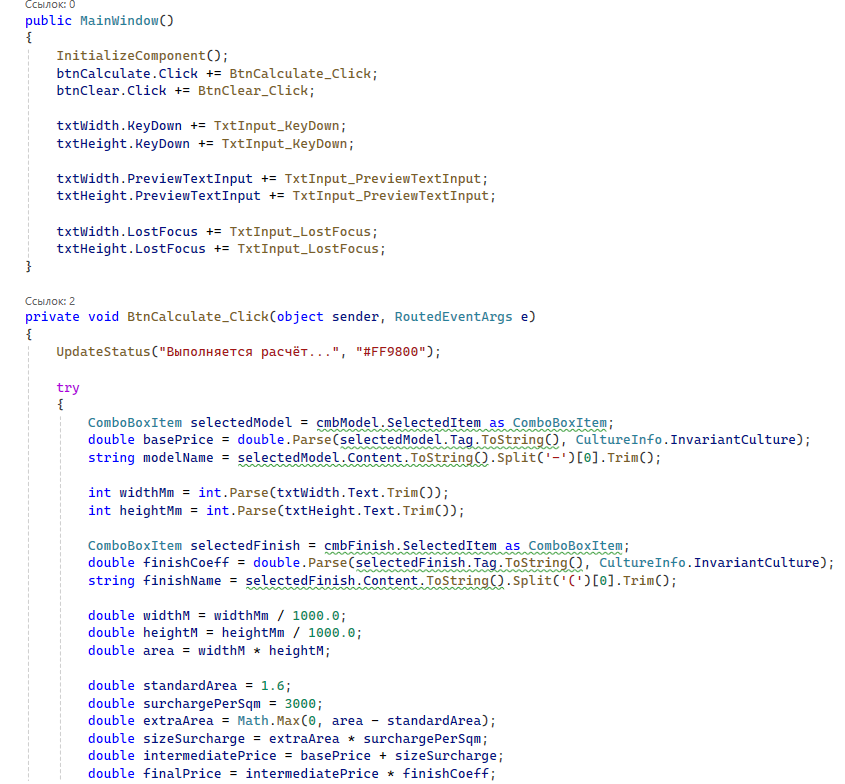 Ссылок: 0
public MainWindow()
{
InitializeComponent();
btnCalculate.Click += BtnCalculate_Click;
btnClear.Click += BtnClear_Click;
txtWidth.KeyDown += TxtInput_KeyDown;
txtHeight.KeyDown += TxtInput_KeyDown;
txtWidth.PreviewTextInput += TxtInput_PreviewTextInput;
txtHeight.PreviewTextInput += TxtInput_PreviewTextInput;
txtWidth.LostFocus += TxtInput_LostFocus;
txtHeight.LostFocus += TxtInput_LostFocus;
}
Ссылок: 2
private void BtnCalculate_Click(object sender, RoutedEventArgs e)
{
UpdateStatus("Выполняется расчёт...", "#FF9800");
try
{
ComboBoxItem selectedModel = cmbModel.SelectedItem as ComboBoxItem;
double basePrice = double.Parse(selectedModel.Tag.ToString(), CultureInfo.InvariantCulture);
string modelName = selectedModel.Content.ToString().Split('-')[0].Trim();
int widthMm = int.Parse(txtWidth.Text.Trim());
int heightMm = int.Parse(txtHeight.Text.Trim());
ComboBoxItem selectedFinish = cmbFinish.SelectedItem as ComboBoxItem;
double finishCoeff = double.Parse(selectedFinish.Tag.ToString(), CultureInfo.InvariantCulture);
string finishName = selectedFinish.Content.ToString().Split('(')[0].Trim();
double widthM = widthMm / 1000.0;
double heightM = heightMm / 1000.0;
double area = widthM * heightM;
double standardArea = 1.6;
double surchargePerSqm = 3000;
double extraArea = Math.Max(0, area - standardArea);
double sizeSurcharge = extraArea * surchargePerSqm;
double intermediatePrice = basePrice + sizeSurcharge;
double finalPrice = intermediatePrice * finishCoeff;